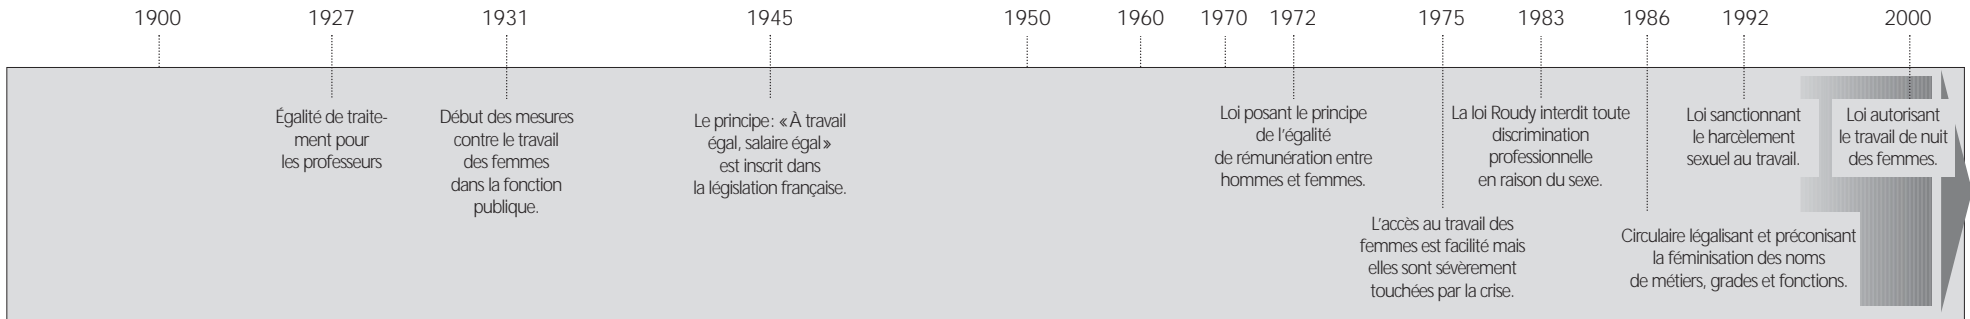 1900 1927 1931 1945 1950 1960 1970 1972 1975 1983 1986 1992 2000
Égalité de traite-
ment pour
les professeurs
Début des mesures
contre le travail
des femmes
dans la fonction
publique.
Le principe : « À travail
égal, salaire égal »
est inscrit dans
la législation française.
Loi posant le principe
de l'égalité
de rémunération entre
hommes et femmes.
L'accès au travail des
femmes est facilité mais
elles sont sévèrement
touchées par la crise.
La loi Roudy interdit toute
discrimination
professionnelle
en raison du sexe.
Circulaire légalisant et préconisant
la féminisation des noms
de métiers, grades et fonctions.
Loi sanctionnant
le harcèlement
sexuel au travail.
Loi autorisant
le travail de nuit
des femmes.